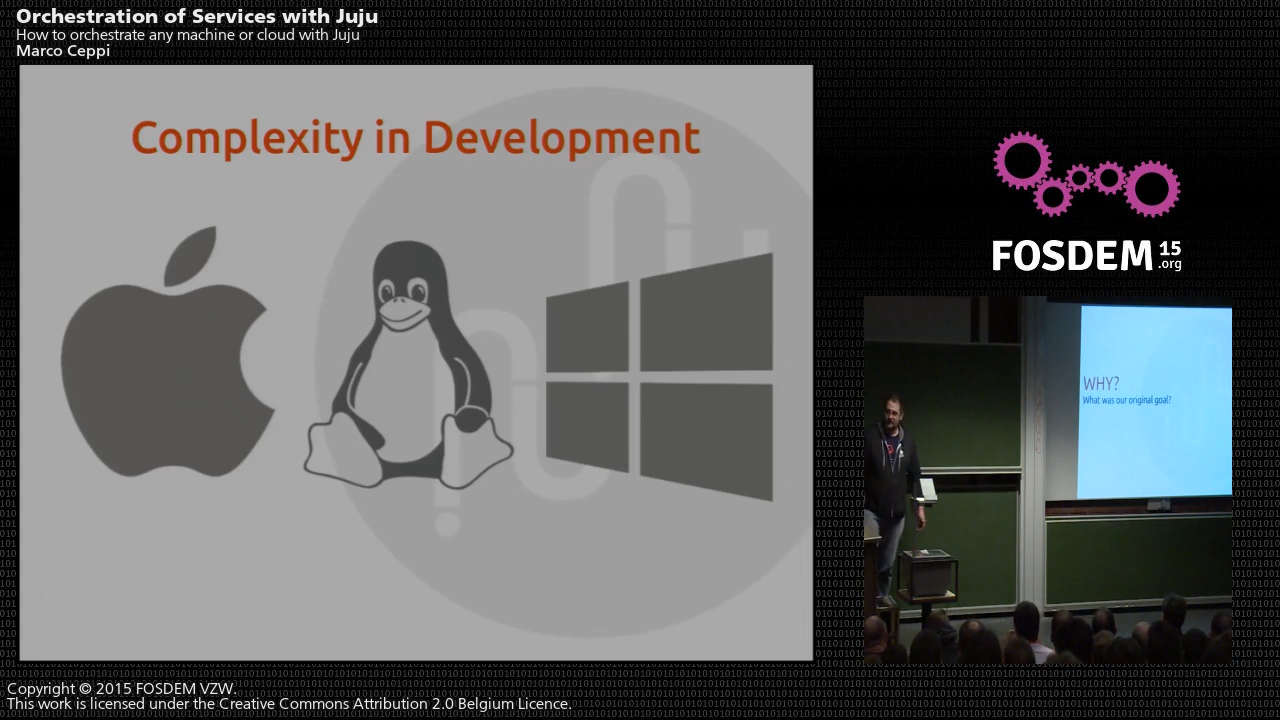 Orchestration of Services with Juju
How to orchestrate any machine or cloud with Juju
Marco Ceppi
Complexity in Development
FOSDEM 15
.org
WHY?
What was our original goal?
Copyright © 2015 FOSDEM VZW.
This work is licensed under the Creative Commons Attribution 2.0 Belgium Licence.